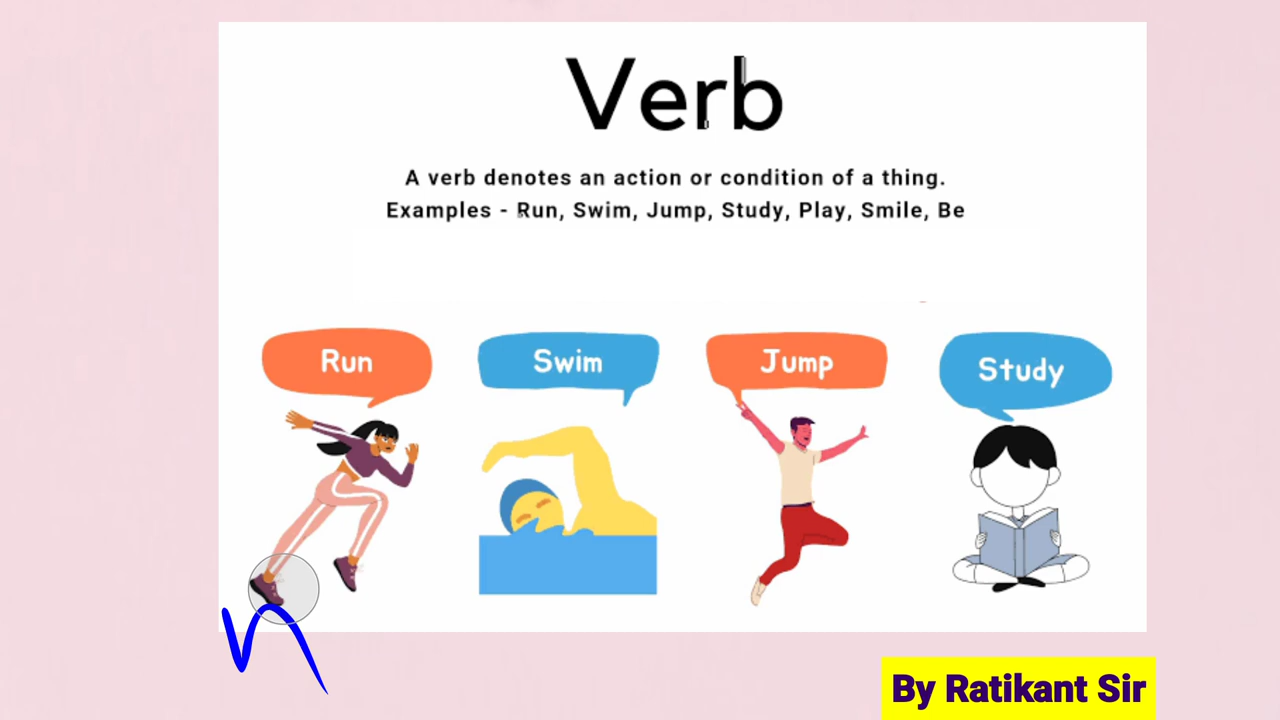 Verb
A verb denotes an action or condition of a thing.
Examples - Run, Swim, Jump, Study, Play, Smile, Be
Run
Swim
Jump
Study
By Ratikant Sir